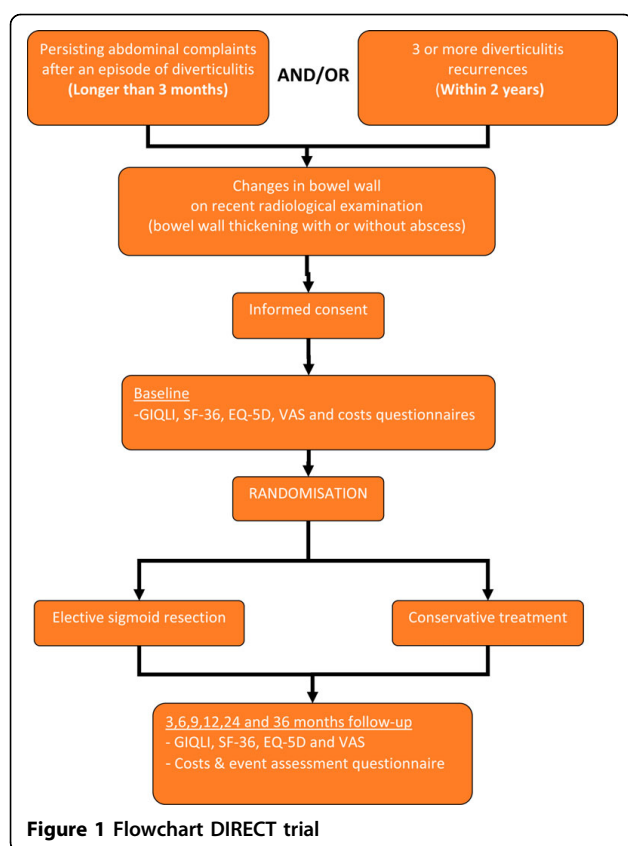 Persisting abdominal complaints
after an episode of diverticulitis
(Longer than 3 months)
AND/OR
3 or more diverticulitis
recurrences
(Within 2 years)
Changes in bowel wall
on recent radiological examination
(bowel wall thickening with or without abscess)
Informed consent
Baseline
-GIQLI, SF-36, EQ-5D, VAS and costs questionnaires
RANDOMISATION
Elective sigmoid resection
Conservative treatment
3,6,9,12,24 and 36 months follow-up
- GIQLI, SF-36, EQ-5D and VAS
- Costs & event assessment questionnaire
Figure 1 Flowchart DIRECT trial